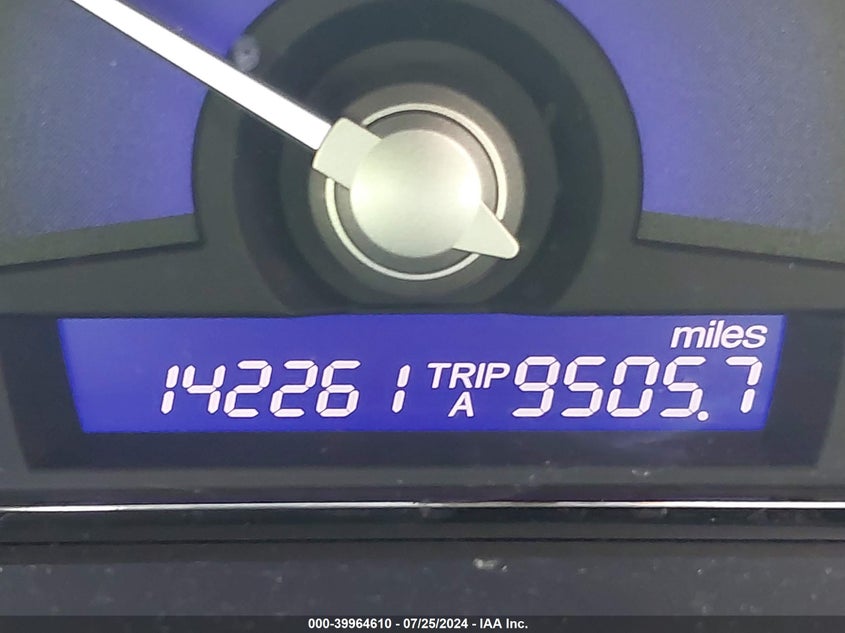 miles
142261 TRIP A 9505.7
000-39964610 - 07/25/2024 - IAA Inc.